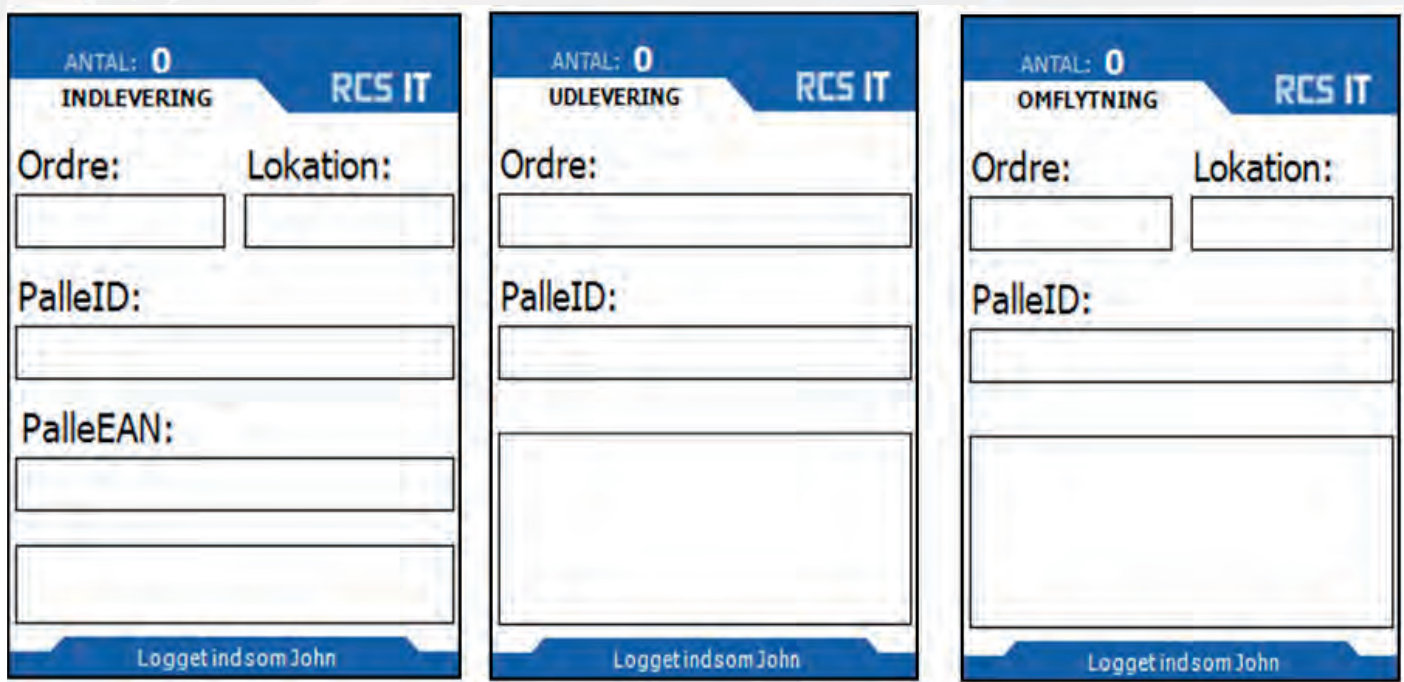 ANTAL: 0
INDLEVERING
RCS IT
Ordre:
Lokation:
PalleID:
PalleEAN:
Logget ind som John
ANTAL: 0
UDLEVERING
RCS IT
Ordre:
PalleID:
Logget ind som John
ANTAL: 0
OMFLYTNING
RCS IT
Ordre:
Lokation:
PalleID:
Logget ind som John